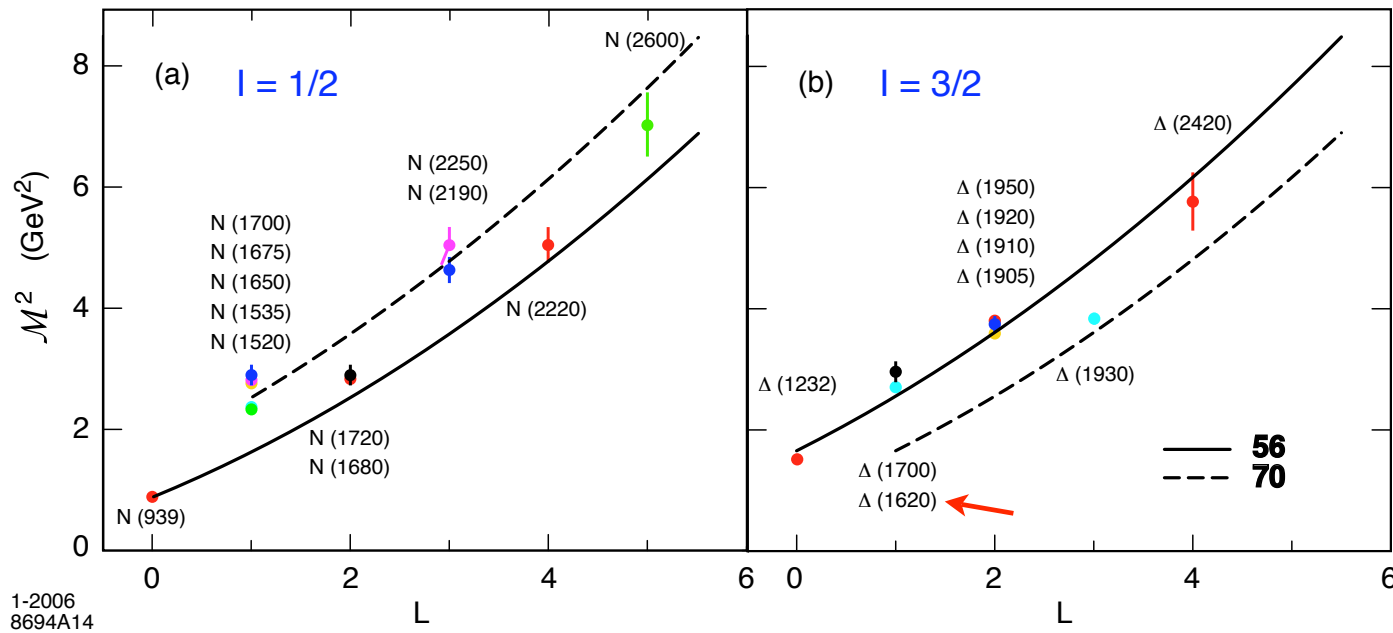 (a)
I = 1/2
N (2600)
N (2250)
N (2190)
N (1700)
N (1675)
N (1650)
N (1535)
N (1520)
N (2220)
N (1720)
N (1680)
N (939)
8
6
4
2
0
ℳ² (GeV²)
0
2
4
6
L
(b)
I = 3/2
Δ (2420)
Δ (1950)
Δ (1920)
Δ (1910)
Δ (1905)
Δ (1232)
Δ (1930)
Δ (1700)
Δ (1620)
56
70
0
2
4
6
L
1-2006
8694A14